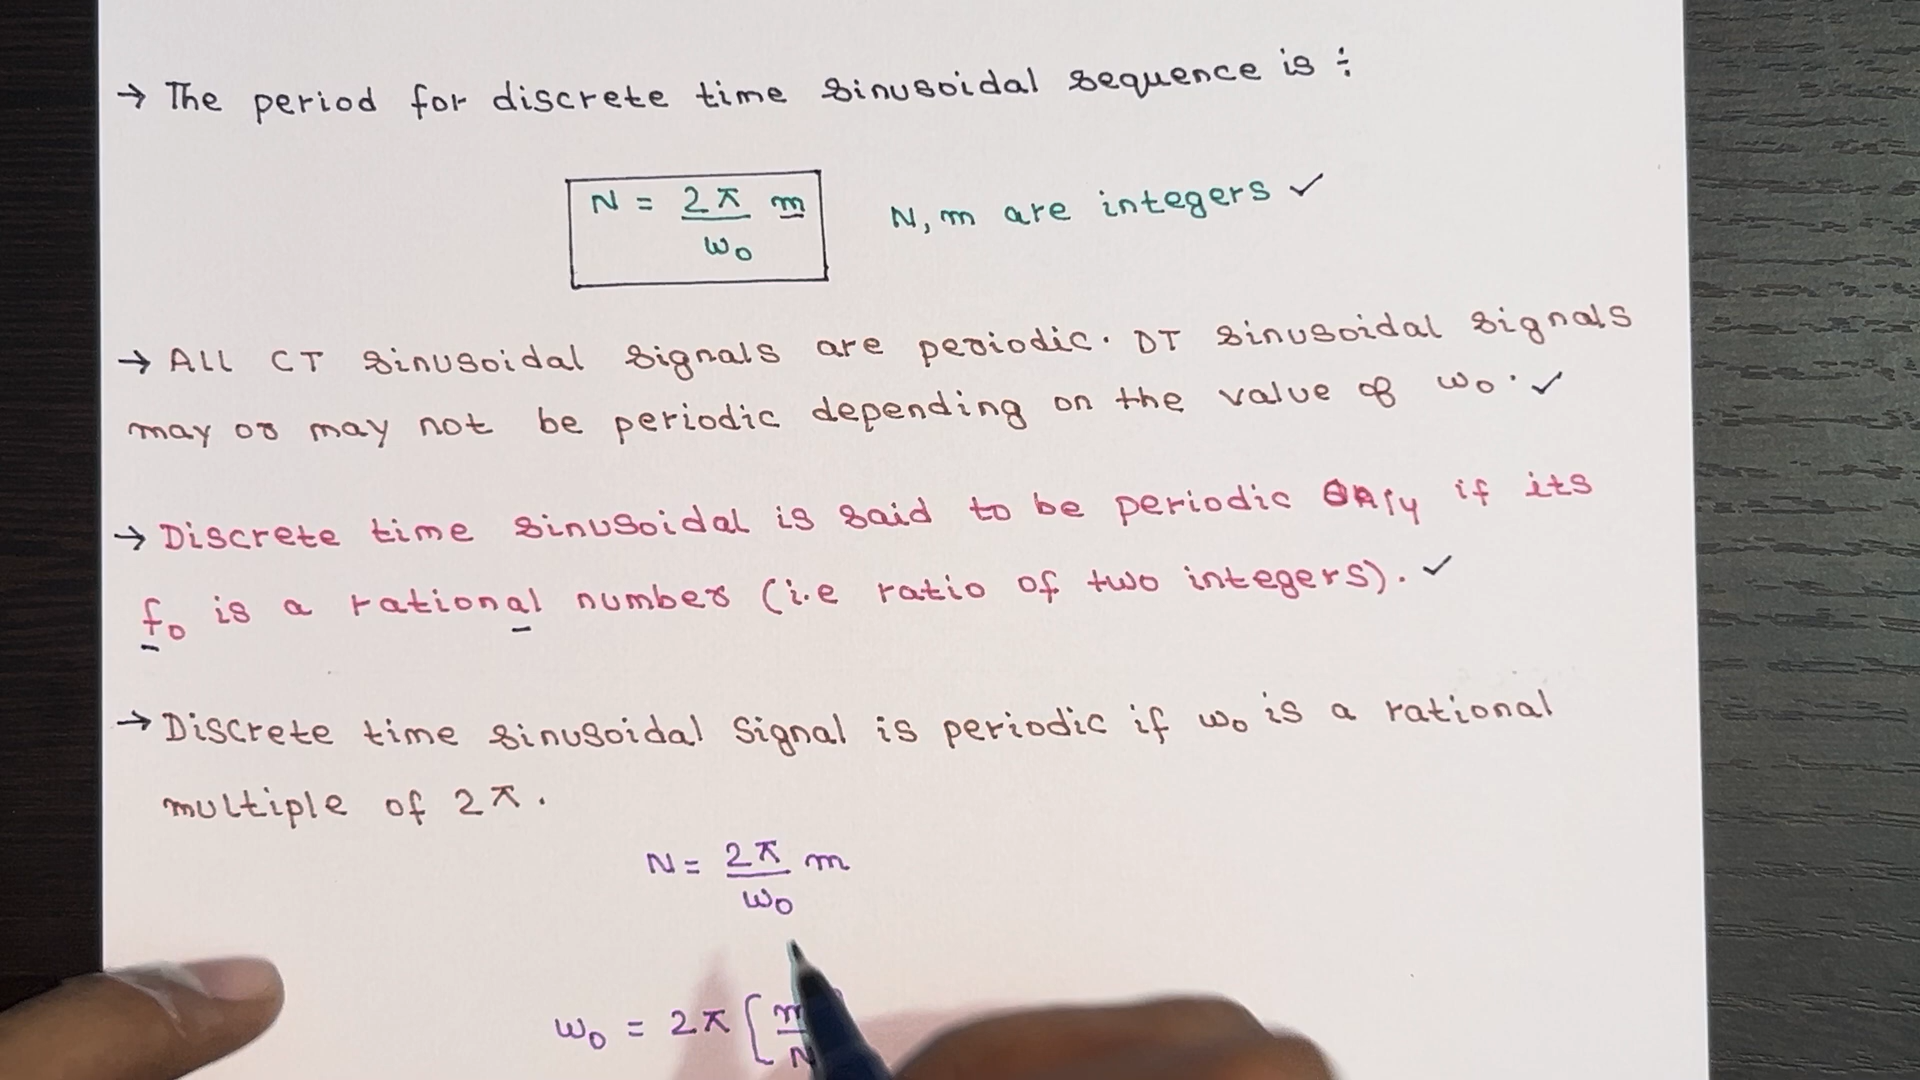 → The period for discrete time sinusoidal sequence is :
N = 2π/ω₀ m    N, m are integers ✓
→ All CT sinusoidal signals are periodic. DT sinusoidal signals
may or may not be periodic depending on the value of ω₀. ✓
→ Discrete time sinusoidal is said to be periodic only if its
f₀ is a rational number (i.e ratio of two integers). ✓
→ Discrete time sinusoidal signal is periodic if ω₀ is a rational
multiple of 2π.
N = 2π/ω₀ m
ω₀ = 2π [m/N